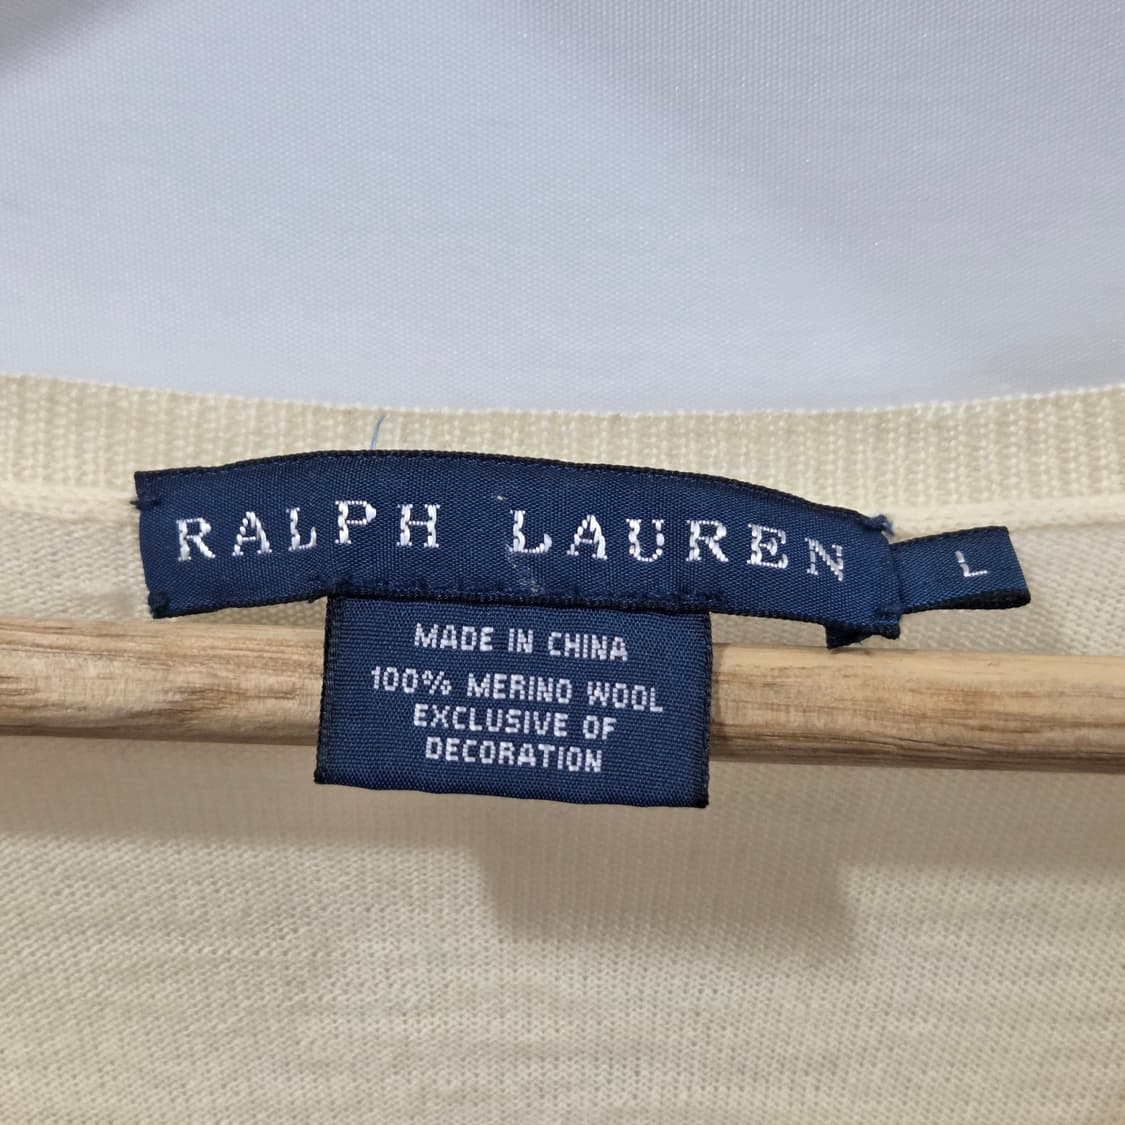 RALPH LAUREN
L
MADE IN CHINA
100% MERINO WOOL
EXCLUSIVE OF
DECORATION